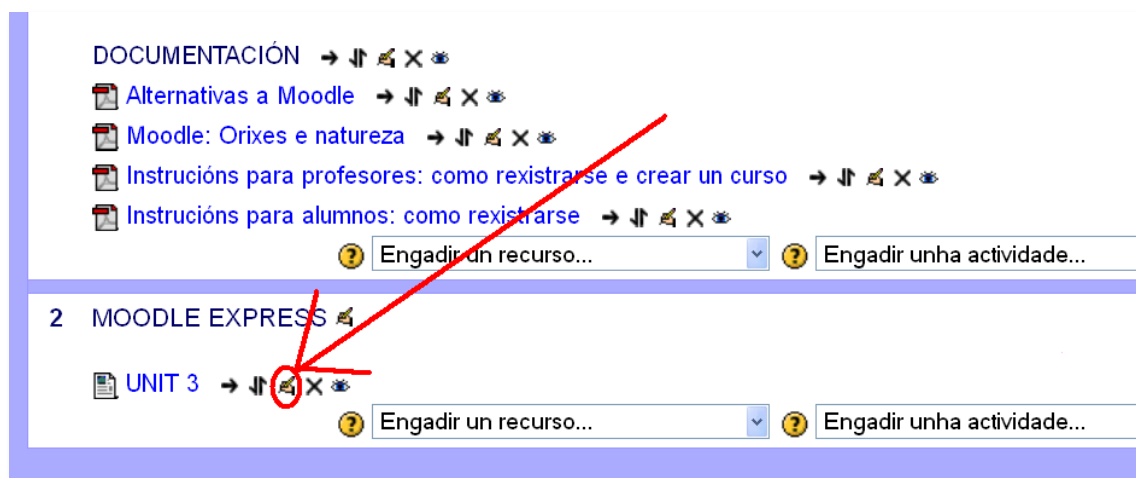 DOCUMENTACIÓN
Alternativas a Moodle
Moodle: Orixes e natureza
Instrucións para profesores: como rexistrarse e crear un curso
Instrucións para alumnos: como rexistrarse
? Engadir un recurso... ? Engadir unha actividade...
2 MOODLE EXPRESS
UNIT 3
? Engadir un recurso... ? Engadir unha actividade...